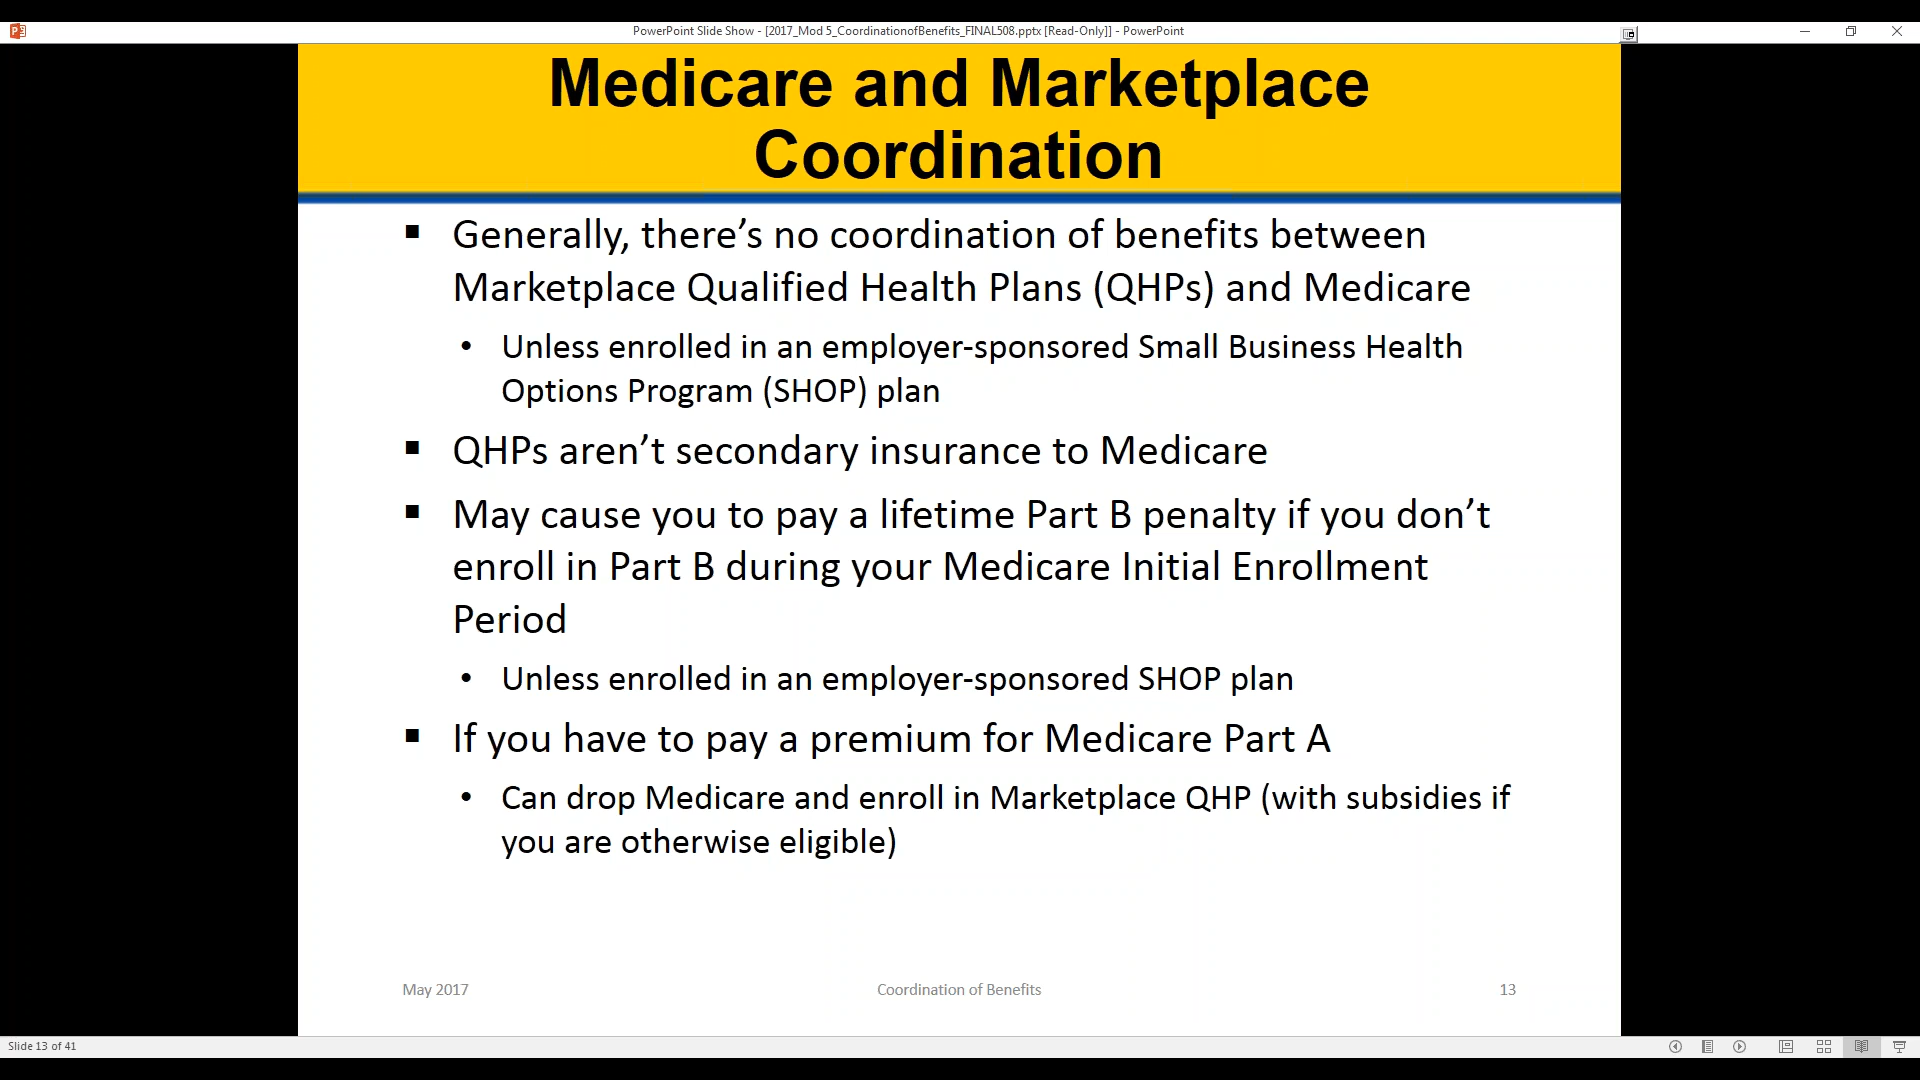 PowerPoint Slide Show - [2017_Mod 5_CoordinationofBenefits_FINAL508.pptx [Read-Only]] - PowerPoint
Medicare and Marketplace
Coordination
▪ Generally, there’s no coordination of benefits between
Marketplace Qualified Health Plans (QHPs) and Medicare
• Unless enrolled in an employer-sponsored Small Business Health
Options Program (SHOP) plan
▪ QHPs aren’t secondary insurance to Medicare
▪ May cause you to pay a lifetime Part B penalty if you don’t
enroll in Part B during your Medicare Initial Enrollment
Period
• Unless enrolled in an employer-sponsored SHOP plan
▪ If you have to pay a premium for Medicare Part A
• Can drop Medicare and enroll in Marketplace QHP (with subsidies if
you are otherwise eligible)
May 2017 Coordination of Benefits 13
Slide 13 of 41